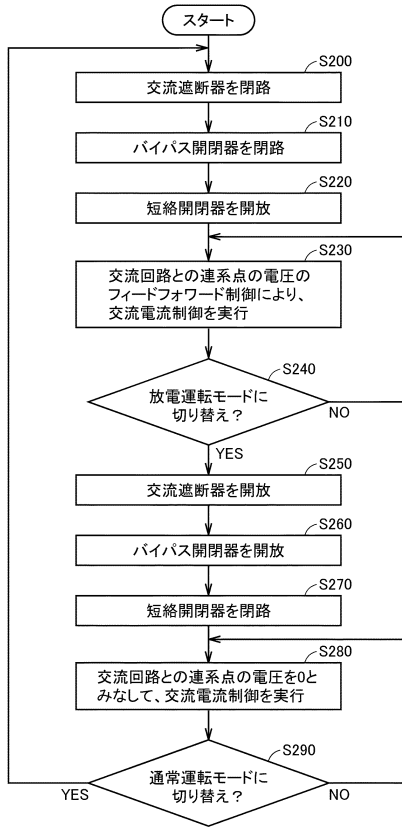 スタート
S200
交流遮断器を閉路
S210
バイパス開閉器を閉路
S220
短絡開閉器を開放
S230
交流回路との連系点の電圧の
フィードフォワード制御により、
交流電流制御を実行
S240
放電運転モードに
切り替え?
NO
YES
S250
交流遮断器を開放
S260
バイパス開閉器を開放
S270
短絡開閉器を閉路
S280
交流回路との連系点の電圧を0と
みなして、交流電流制御を実行
S290
通常運転モードに
切り替え?
YES
NO